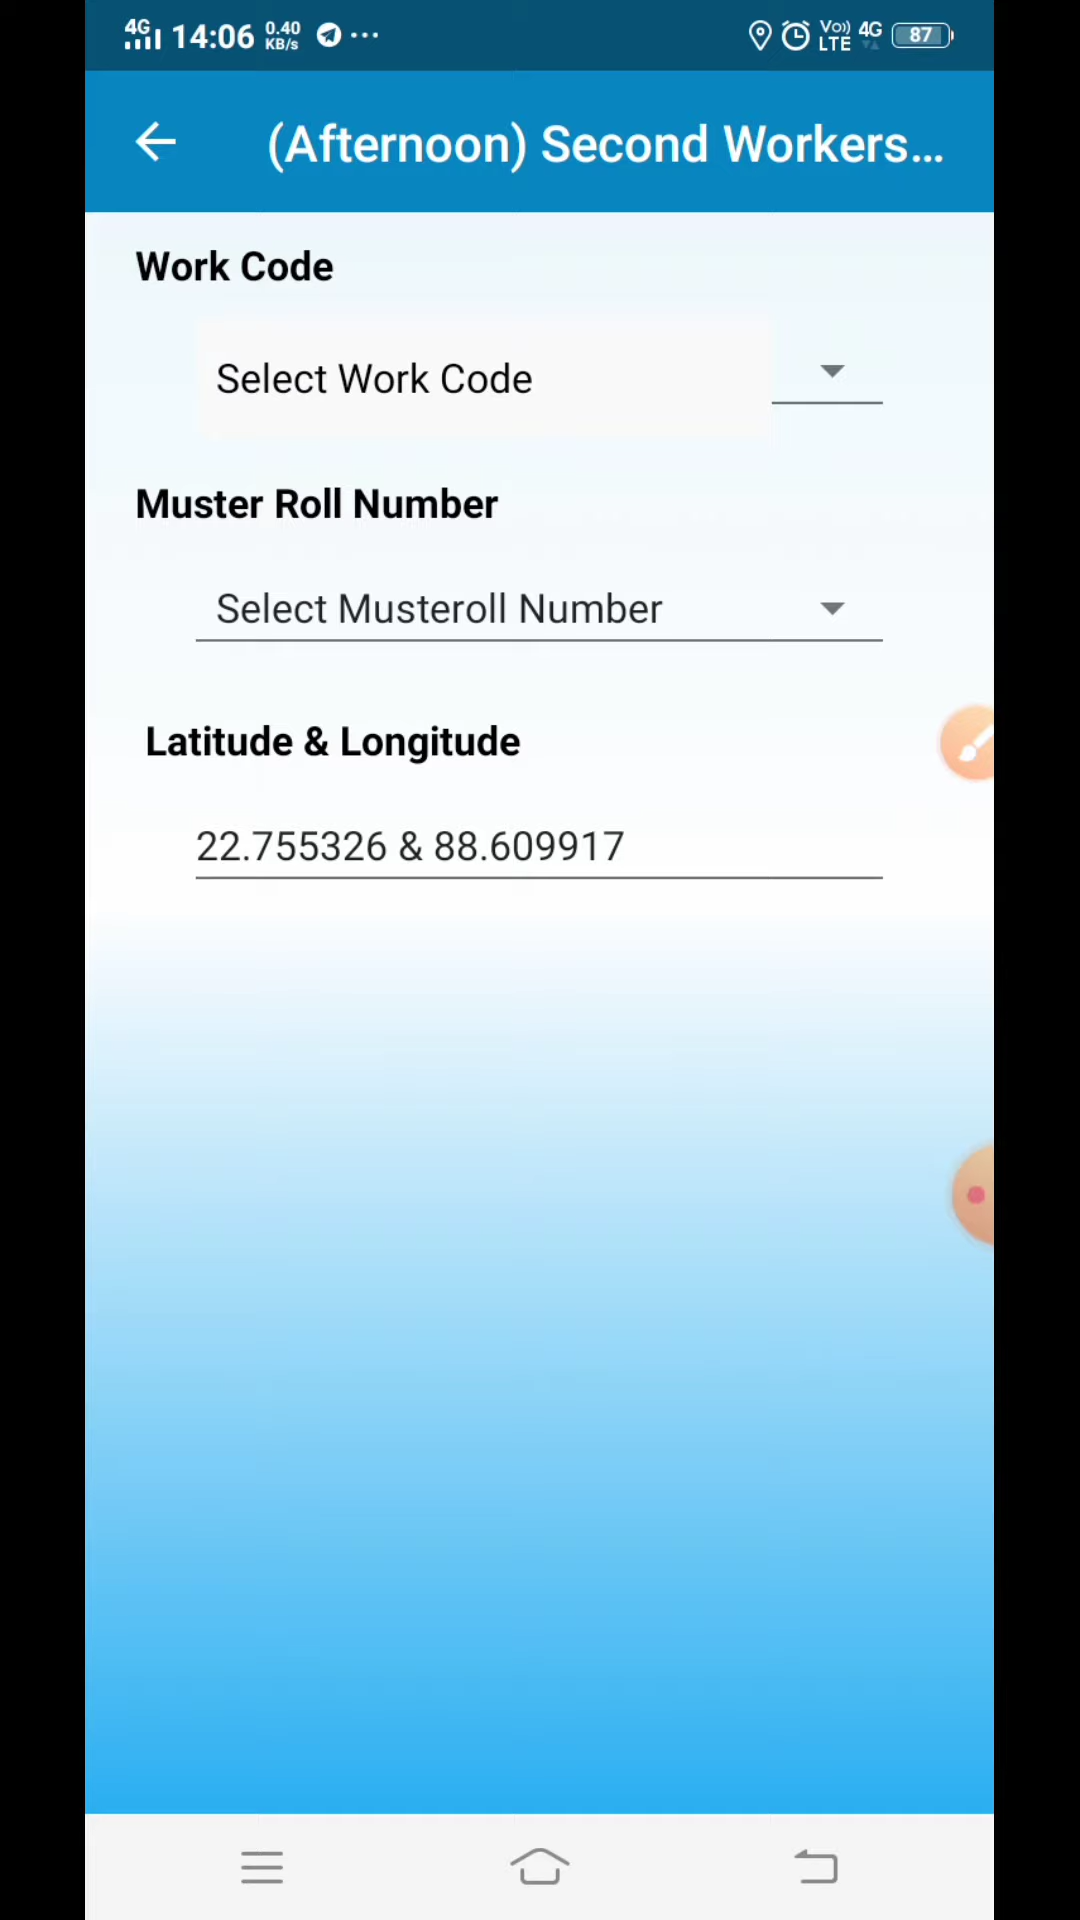 4G 14:06 0.40 KB/s ... Vo)) LTE 4G 87
(Afternoon) Second Workers...
Work Code
Select Work Code
Muster Roll Number
Select Musteroll Number
Latitude & Longitude
22.755326 & 88.609917